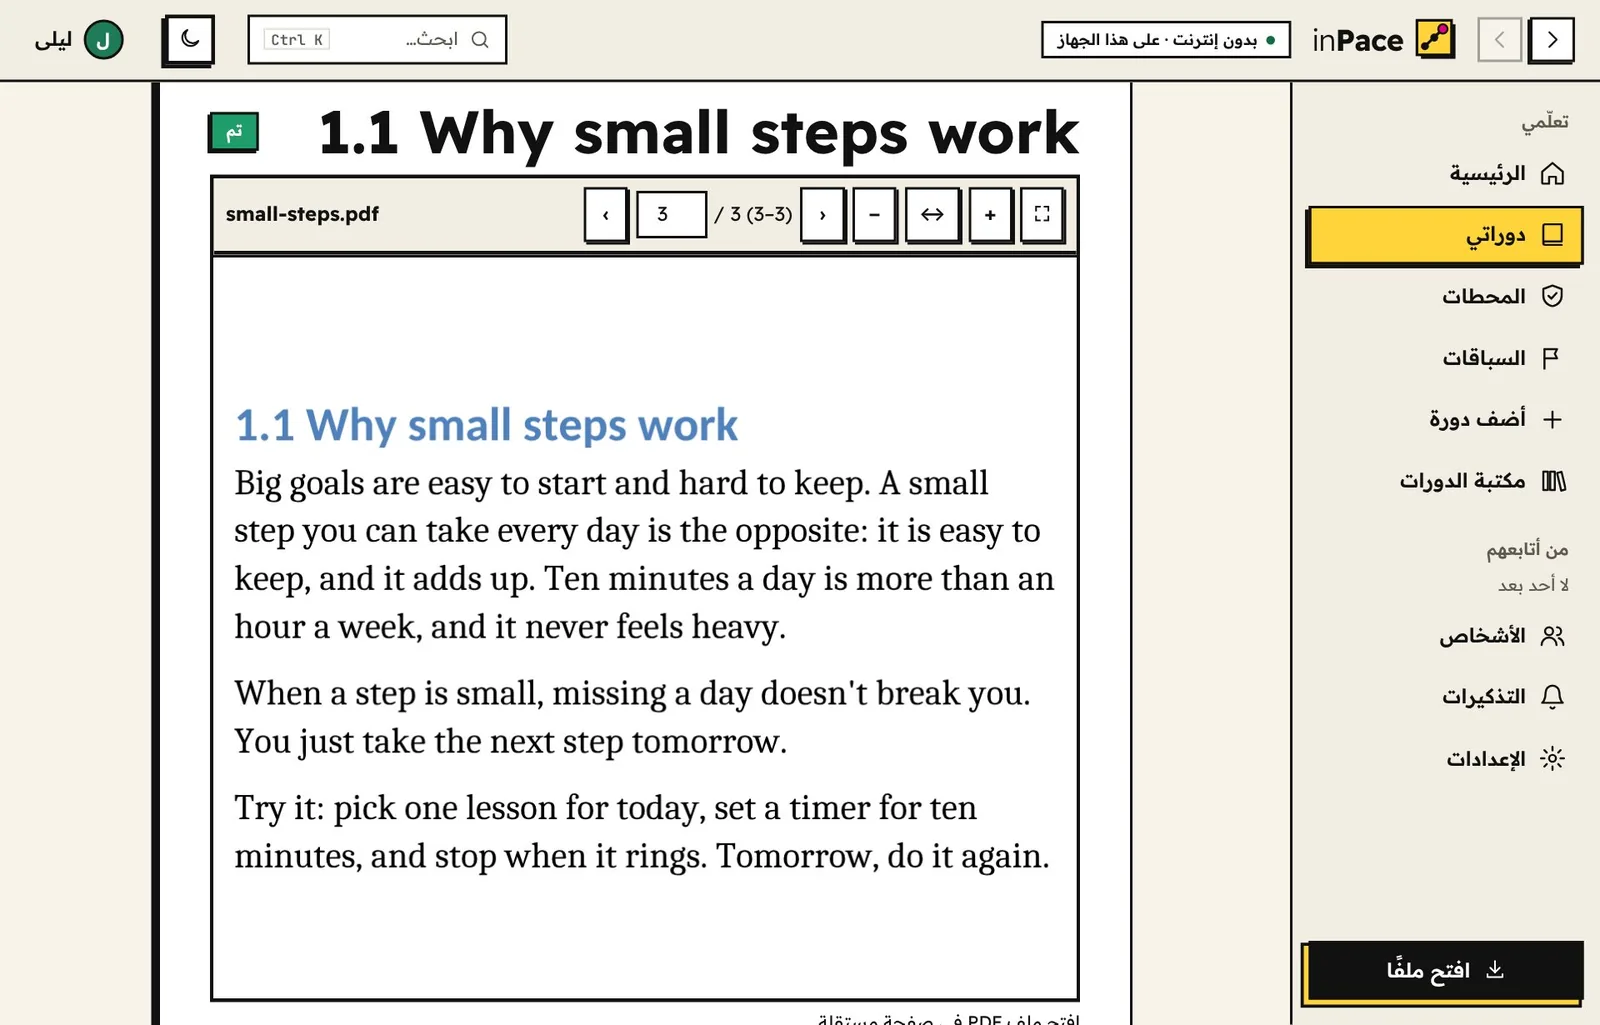 inPace
بدون إنترنت · على هذا الجهاز
ابحث...
Ctrl K
ل
ليلى
تعلّمي
الرئيسية
دوراتي
المحطات
السباقات
أضف دورة
مكتبة الدورات
من أتابعهم
لا أحد بعد
الأشخاص
التذكيرات
الإعدادات
افتح ملفًا
1.1 Why small steps work
تم
small-steps.pdf
‹ 3 / 3 (3–3) › − ↔ +
1.1 Why small steps work
Big goals are easy to start and hard to keep. A small
step you can take every day is the opposite: it is easy to
keep, and it adds up. Ten minutes a day is more than an
hour a week, and it never feels heavy.
When a step is small, missing a day doesn't break you.
You just take the next step tomorrow.
Try it: pick one lesson for today, set a timer for ten
minutes, and stop when it rings. Tomorrow, do it again.
افتح ملف PDF في صفحة مستقلة